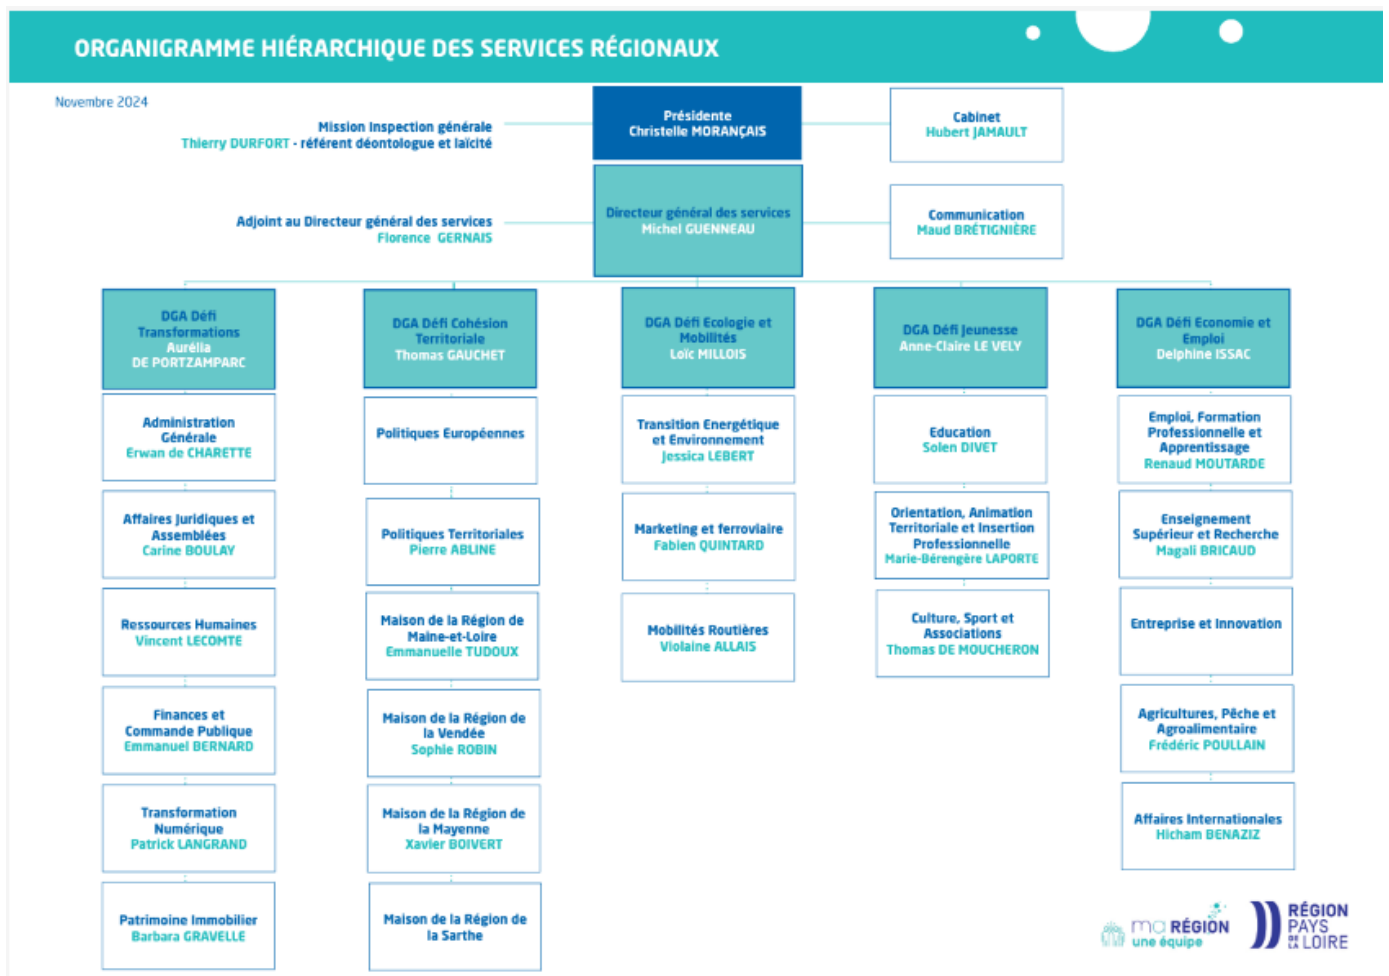 ORGANIGRAMME HIÉRARCHIQUE DES SERVICES RÉGIONAUX
Novembre 2024
Mission Inspection générale
Thierry DURFORT - référent déontologue et laïcité
Présidente
Christelle MORANÇAIS
Cabinet
Hubert JAMAULT
Adjoint au Directeur général des services
Florence GERNAIS
Directeur général des services
Michel GUENNEAU
Communication
Maud BRÉTIGNIÈRE
DGA Défi
Transformations
Aurélia
DE PORTZAMPARC
Administration
Générale
Erwan de CHARETTE
Affaires Juridiques et
Assemblées
Carine BOULAY
Ressources Humaines
Vincent LECOMTE
Finances et
Commande Publique
Emmanuel BERNARD
Transformation
Numérique
Patrick LANGRAND
Patrimoine Immobilier
Barbara GRAVELLE
DGA Défi Cohésion
Territoriale
Thomas GAUCHET
Politiques Européennes
Politiques Territoriales
Pierre ABLINE
Maison de la Région de
Maine-et-Loire
Emmanuelle TUDOUX
Maison de la Région de
la Vendée
Sophie ROBIN
Maison de la Région de
la Mayenne
Xavier BOIVERT
Maison de la Région de
la Sarthe
DGA Défi Ecologie et
Mobilités
Loïc MILLOIS
Transition Energétique
et Environnement
Jessica LEBERT
Marketing et ferroviaire
Fabien QUINTARD
Mobilités Routières
Violaine ALLAIS
DGA Défi Jeunesse
Anne-Claire LE VELY
Education
Solen DIVET
Orientation, Animation
Territoriale et Insertion
Professionnelle
Marie-Bérengère LAPORTE
Culture, Sport et
Associations
Thomas DE MOUCHERON
DGA Défi Economie et
Emploi
Delphine ISSAC
Emploi, Formation
Professionnelle et
Apprentissage
Renaud MOUTARDE
Enseignement
Supérieur et Recherche
Magali BRICAUD
Entreprise et Innovation
Agricultures, Pêche et
Agroalimentaire
Frédéric POULLAIN
Affaires Internationales
Hicham BENAZIZ
ma RÉGION
une équipe
RÉGION
PAYS
DE LA LOIRE